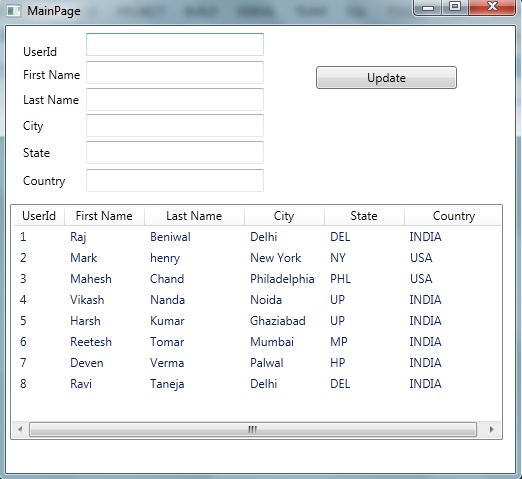 MainPage
UserId
First Name
Update
Last Name
City
State
Country
UserId First Name Last Name City State Country
1 Raj Beniwal Delhi DEL INDIA
2 Mark henry New York NY USA
3 Mahesh Chand Philadelphia PHL USA
4 Vikash Nanda Noida UP INDIA
5 Harsh Kumar Ghaziabad UP INDIA
6 Reetesh Tomar Mumbai MP INDIA
7 Deven Verma Palwal HP INDIA
8 Ravi Taneja Delhi DEL INDIA